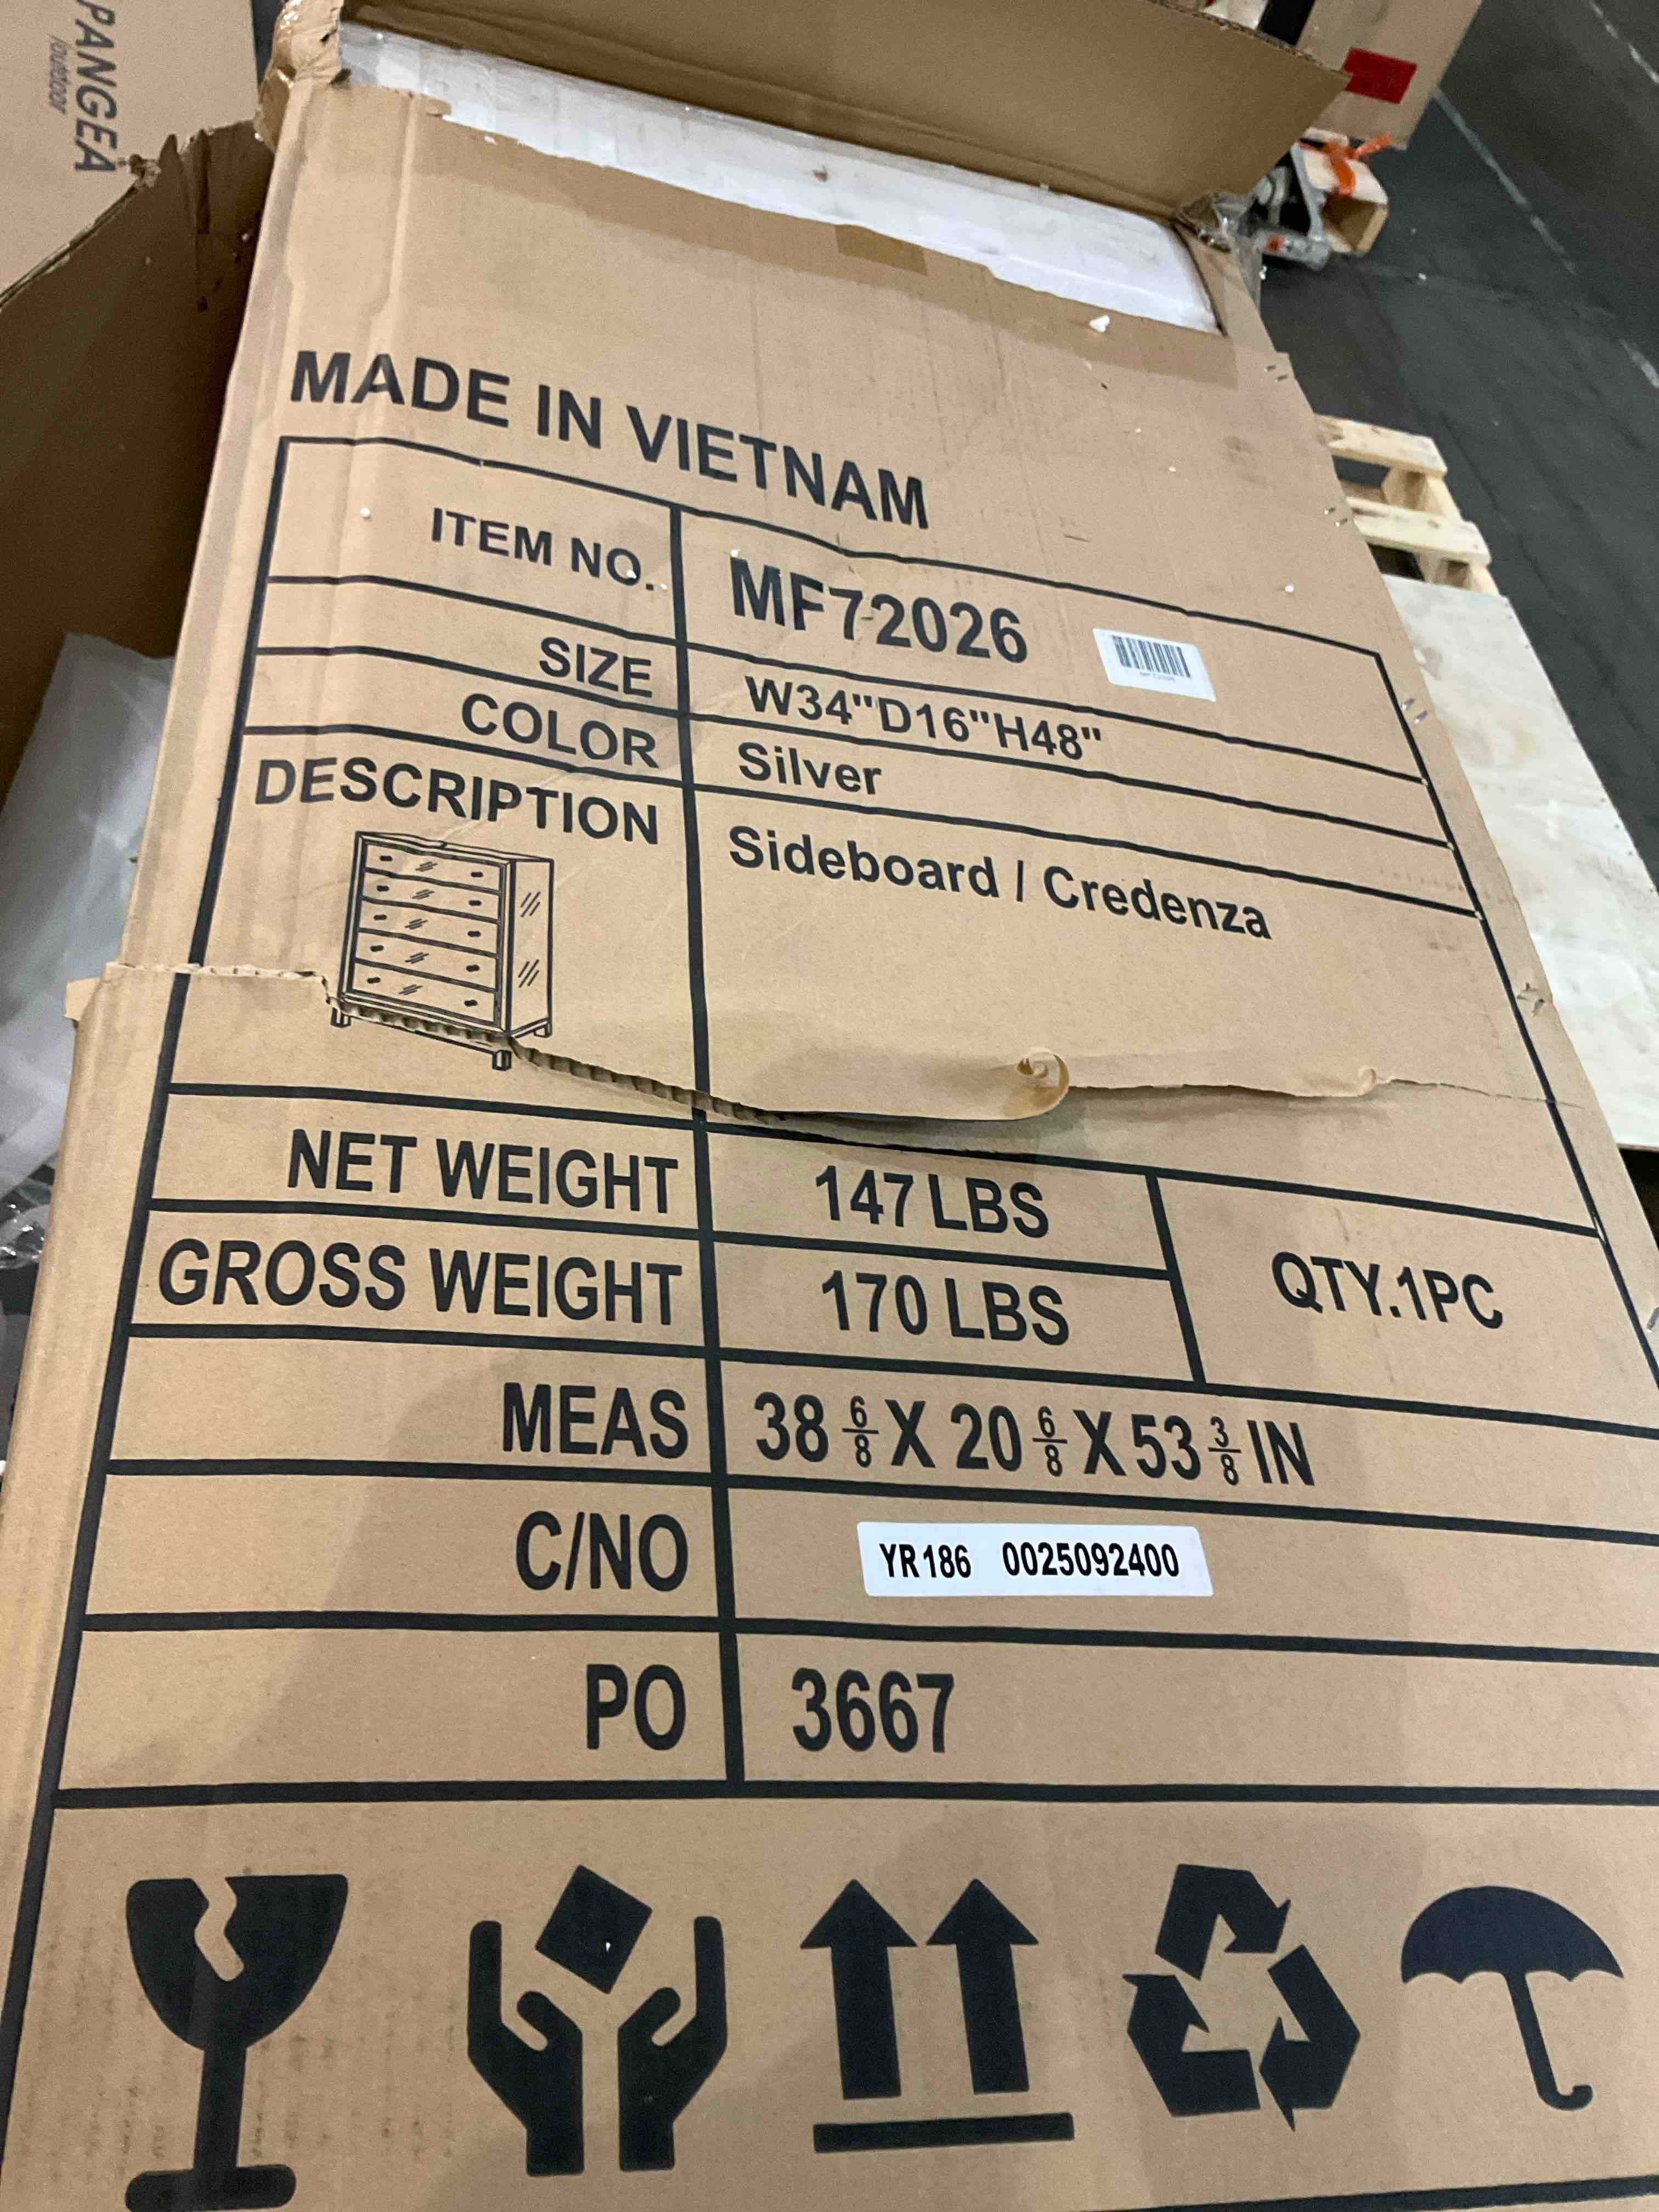 PANGEA
/OUTDOOR
MADE IN VIETNAM
ITEM NO. MF72026
SIZE W34"D16"H48"
COLOR Silver
DESCRIPTION Sideboard / Credenza
NET WEIGHT 147 LBS
GROSS WEIGHT 170 LBS
QTY.1PC
MEAS 38 6/8 X 20 6/8 X 53 3/8 IN
C/NO YR186 0025092400
PO 3667